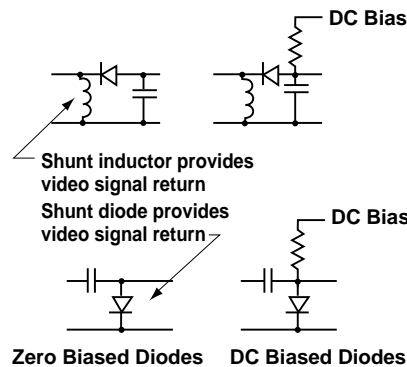 DC Bias
Shunt inductor provides
video signal return
Shunt diode provides
video signal return
DC Bias
Zero Biased Diodes
DC Biased Diodes